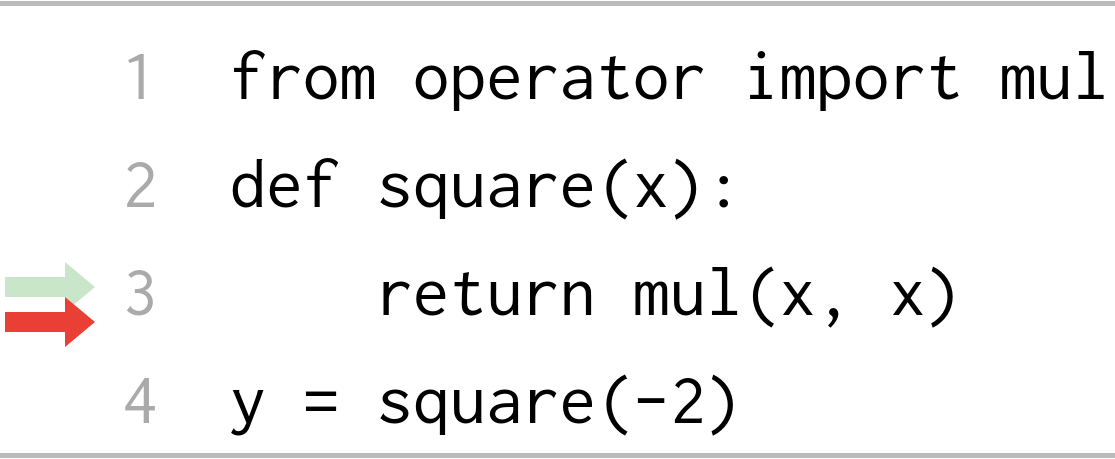 1 from operator import mul
2 def square(x):
3     return mul(x, x)
4 y = square(-2)